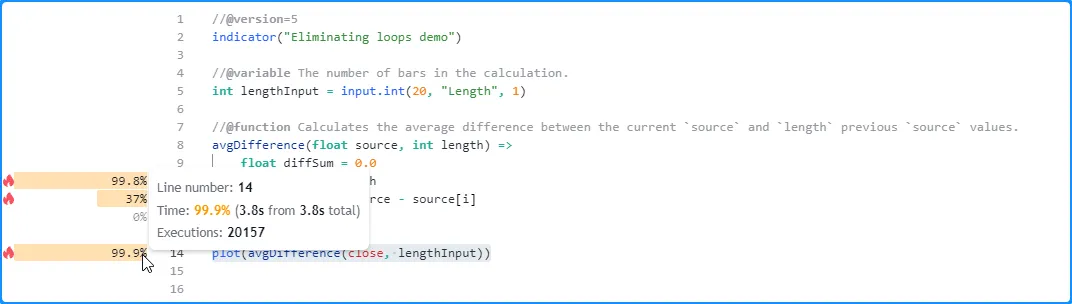 1 //@version=5
2 indicator("Eliminating loops demo")
3
4 //@variable The number of bars in the calculation.
5 int lengthInput = input.int(20, "Length", 1)
6
7 //@function Calculates the average difference between the current `source` and `length` previous `source` values.
8 avgDifference(float source, int length) =>
9 float diffSum = 0.0
99.8% h
37% rce - source[i]
0%
Line number: 14
Time: 99.9% (3.8s from 3.8s total)
Executions: 20157
99.9% 14 plot(avgDifference(close, lengthInput))
15
16